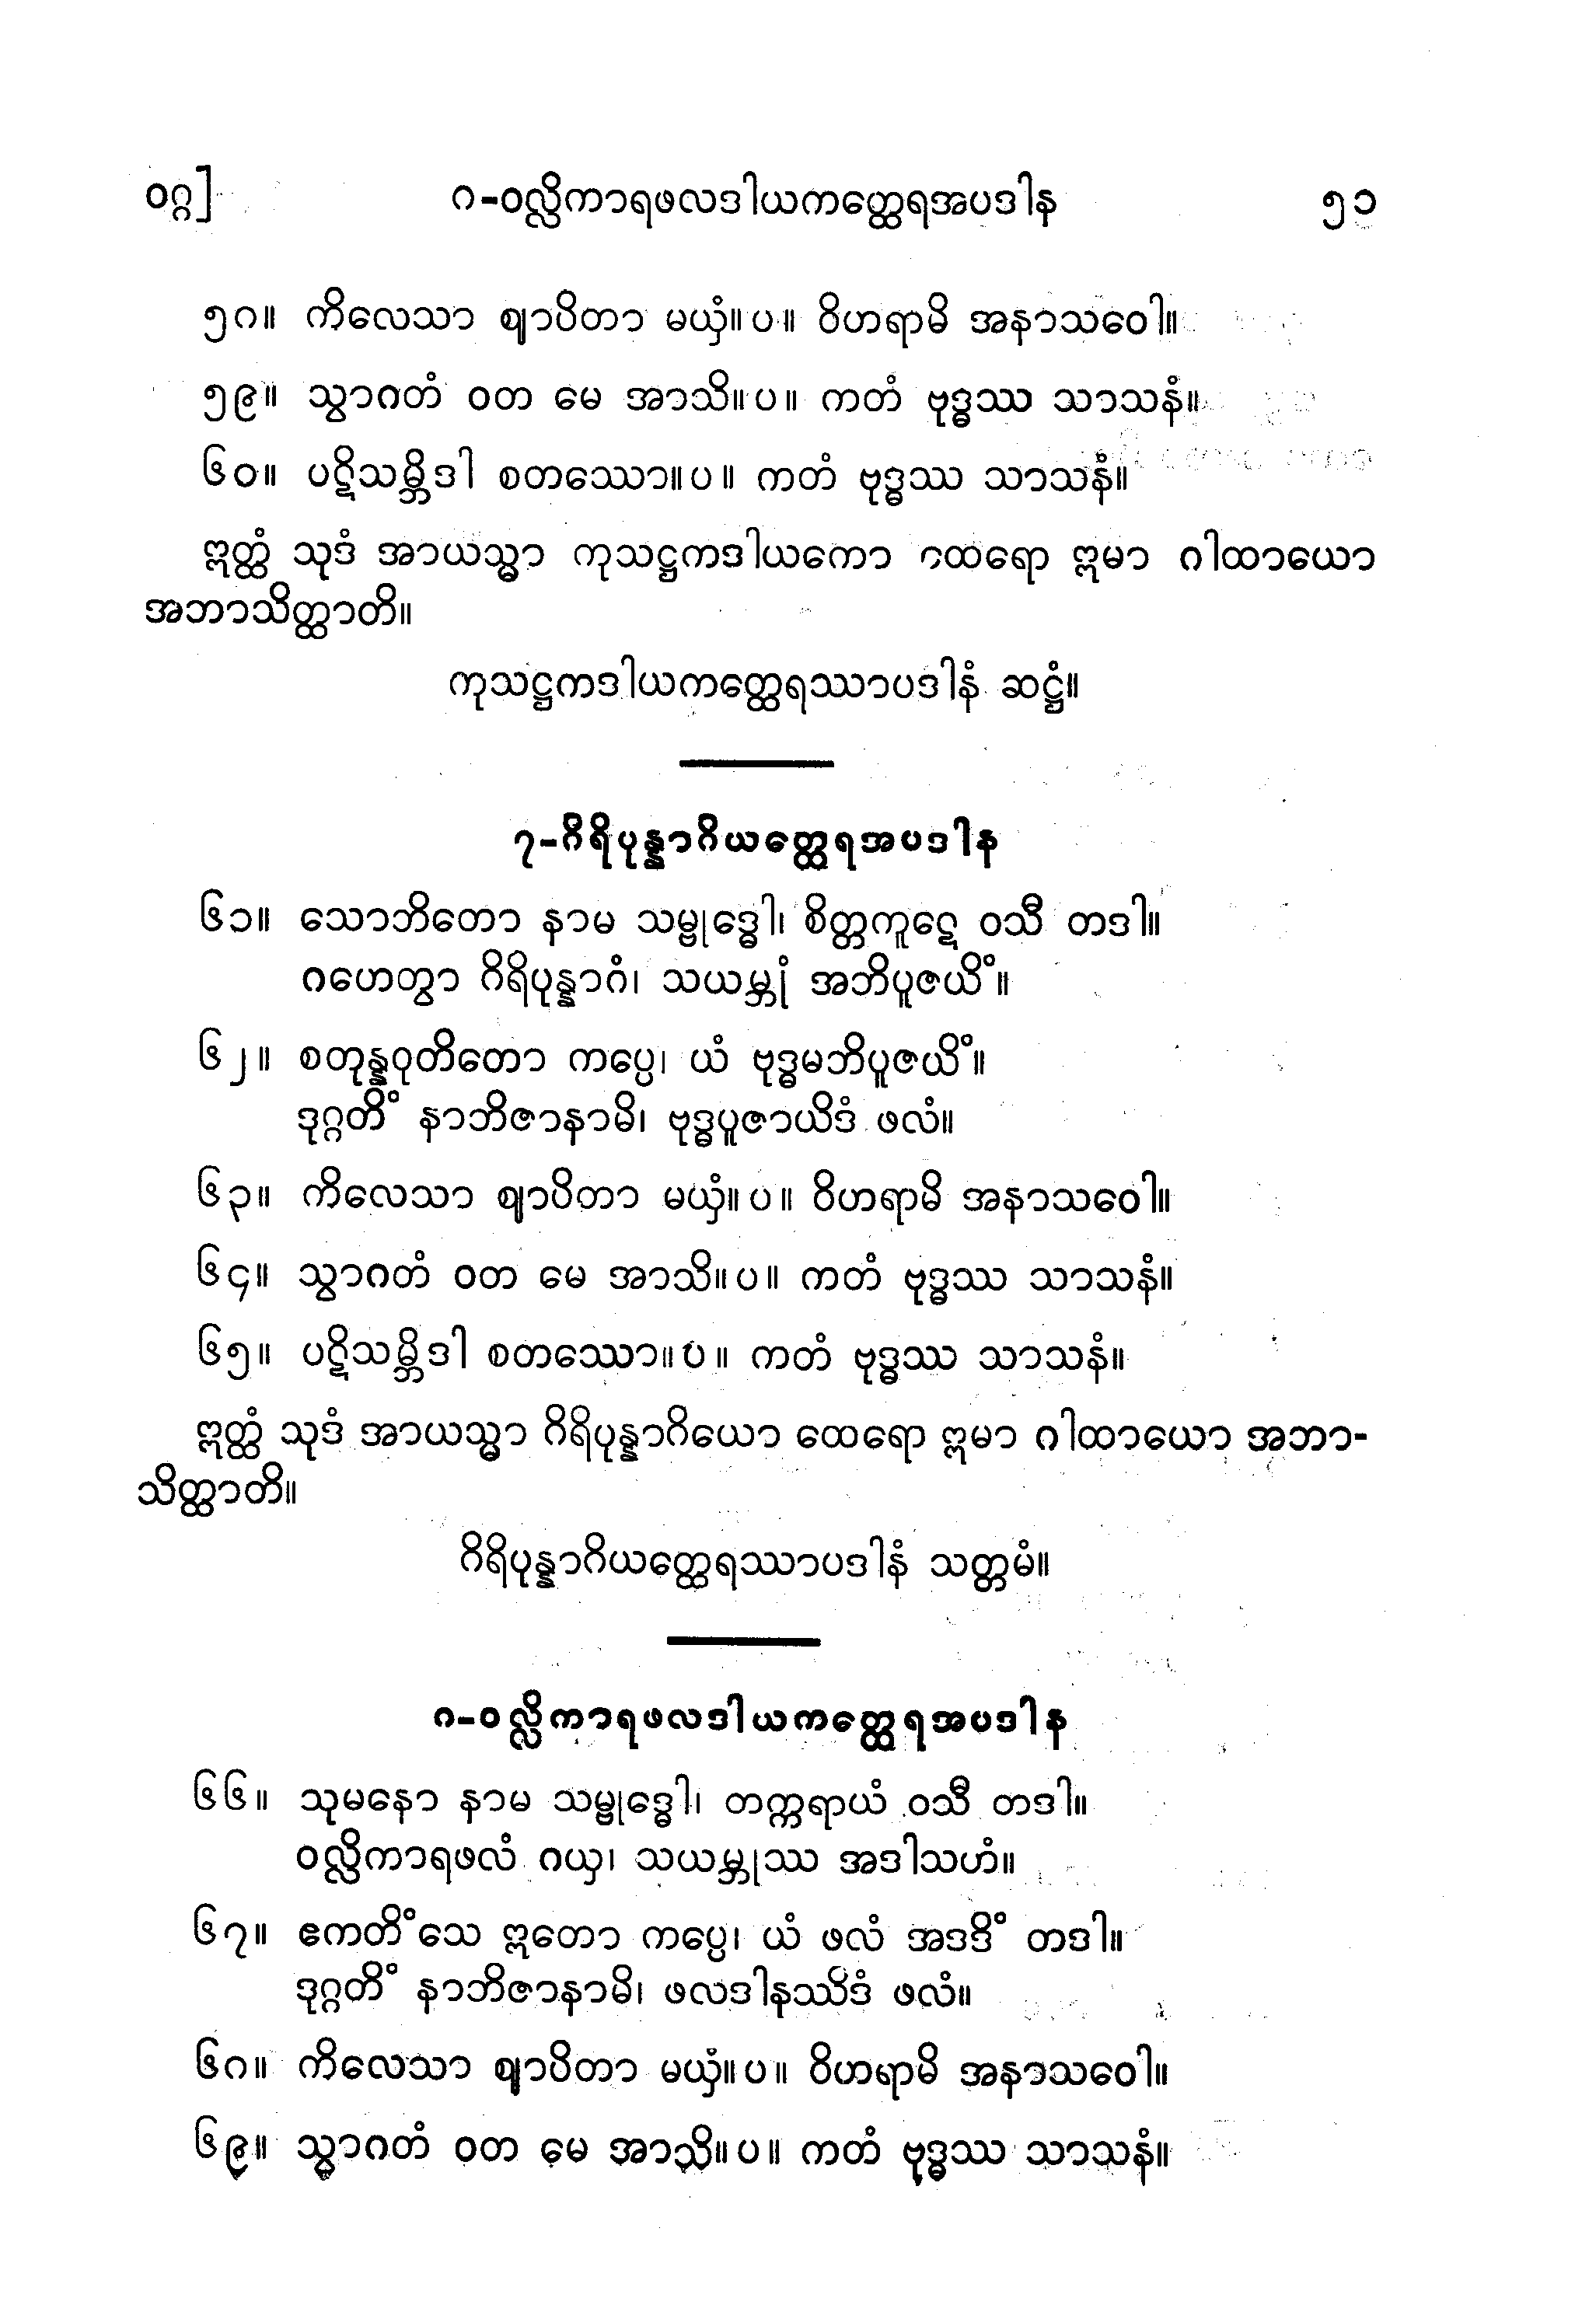 ဝဂ္ဂ] ၈-ဝလ္လိကာရဖလဒါယကတ္ထေရအပဒါန ၅၁
၅၈။ ကိလေသာ ဈာပိတာ မယှံ။ပ။ ဝိဟရာမိ အနာသဝေါ။
၅၉။ သွာဂတံ ဝတ မေ အာသိ။ပ။ ကတံ ဗုဒ္ဓဿ သာသနံ။
၆၀။ ပဋိသမ္ဘိဒါ စတဿော။ပ။ ကတံ ဗုဒ္ဓဿ သာသနံ။
ဣတ္ထံ သုဒံ အာယသ္မာ ကုသဋ္ဌကဒါယကော ထေရော ဣမာ ဂါထာယော
အဘာသိတ္ထာတိ။
ကုသဋ္ဌကဒါယကတ္ထေရဿာပဒါနံ ဆဋ္ဌံ။
၇-ဂိရိပုန္နာဂိယတ္ထေရအပဒါန
၆၁။ သောဘိတော နာမ သမ္ဗုဒ္ဓေါ၊ စိတ္တကူဋေ ဝသီ တဒါ။
ဂဟေတွာ ဂိရိပုန္နာဂံ၊ သယမ္ဘုံ အဘိပူဇယိံ။
၆၂။ စတုန္နဝုတိတော ကပ္ပေ၊ ယံ ဗုဒ္ဓမဘိပူဇယိံ။
ဒုဂ္ဂတိံ နာဘိဇာနာမိ၊ ဗုဒ္ဓပူဇာယိဒံ ဖလံ။
၆၃။ ကိလေသာ ဈာပိတာ မယှံ။ပ။ ဝိဟရာမိ အနာသဝေါ။
၆၄။ သွာဂတံ ဝတ မေ အာသိ။ပ။ ကတံ ဗုဒ္ဓဿ သာသနံ။
၆၅။ ပဋိသမ္ဘိဒါ စတဿော။ပ။ ကတံ ဗုဒ္ဓဿ သာသနံ။
ဣတ္ထံ သုဒံ အာယသ္မာ ဂိရိပုန္နာဂိယော ထေရော ဣမာ ဂါထာယော အဘာ-
သိတ္ထာတိ။
ဂိရိပုန္နာဂိယတ္ထေရဿာပဒါနံ သတ္တမံ။
၈-ဝလ္လိကာရဖလဒါယကတ္ထေရအပဒါန
၆၆။ သုမနော နာမ သမ္ဗုဒ္ဓေါ၊ တက္ကရာယံ ဝသီ တဒါ။
ဝလ္လိကာရဖလံ ဂယှ၊ သယမ္ဘုဿ အဒါသဟံ။
၆၇။ ဧကတိံသေ ဣတော ကပ္ပေ၊ ယံ ဖလံ အဒဒိံ တဒါ။
ဒုဂ္ဂတိံ နာဘိဇာနာမိ၊ ဖလဒါနဿိဒံ ဖလံ။
၆၈။ ကိလေသာ ဈာပိတာ မယှံ။ပ။ ဝိဟရာမိ အနာသဝေါ။
၆၉။ သွာဂတံ ဝတ မေ အာသိ။ပ။ ကတံ ဗုဒ္ဓဿ သာသနံ။